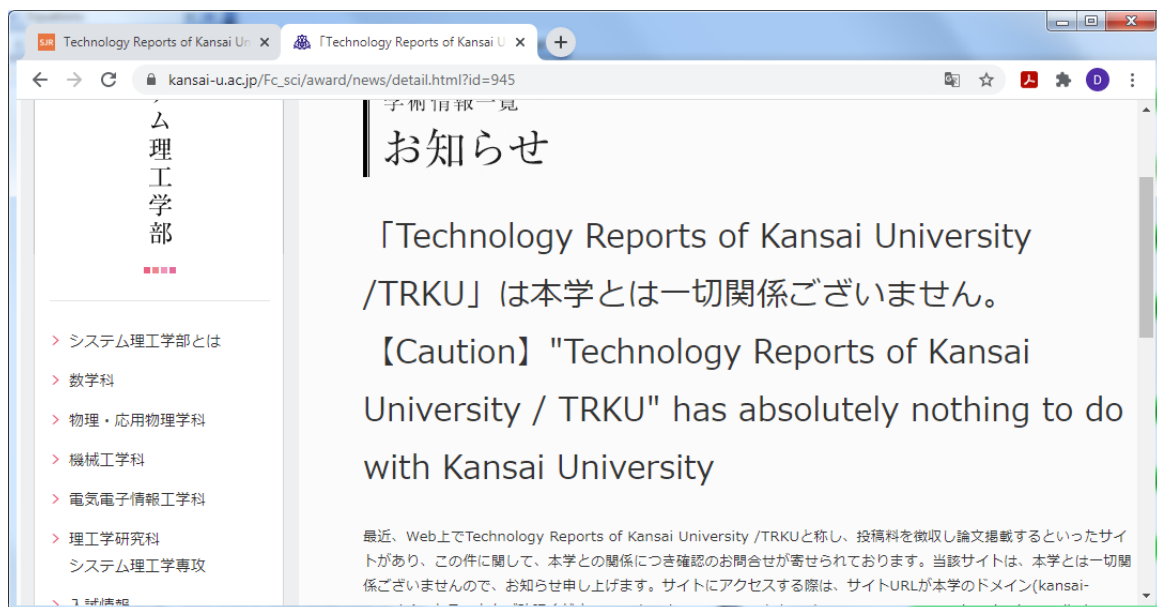 SJR Technology Reports of Kansai Un
「Technology Reports of Kansai U
kansai-u.ac.jp/Fc_sci/award/news/detail.html?id=945
D
ム
理
工
学
部
システム理工学部とは
数学科
物理・応用物理学科
機械工学科
電気電子情報工学科
理工学研究科
システム理工学専攻
入試情報
学術情報一覧
お知らせ
「Technology Reports of Kansai University
/TRKU」は本学とは一切関係ございません。
【Caution】"Technology Reports of Kansai
University / TRKU" has absolutely nothing to do
with Kansai University
最近、Web上でTechnology Reports of Kansai University /TRKUと称し、投稿料を徴収し論文掲載するといったサイ
トがあり、この件に関して、本学との関係につき確認のお問合せが寄せられております。当該サイトは、本学とは一切関
係ございませんので、お知らせ申し上げます。サイトにアクセスする際は、サイトURLが本学のドメイン(kansai-